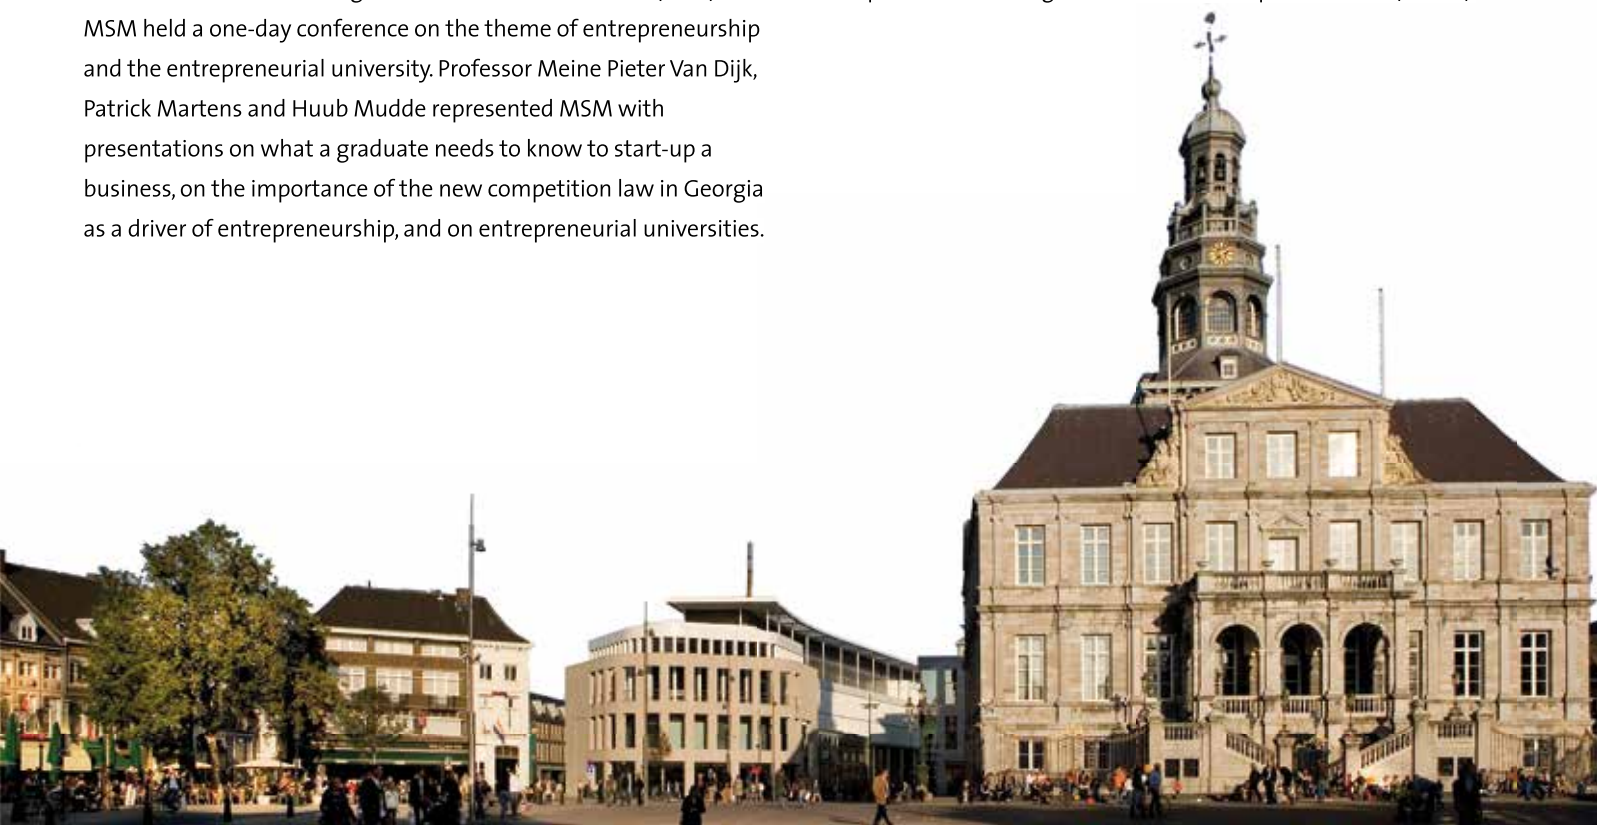 MSM held a one-day conference on the theme of entrepreneurship
and the entrepreneurial university. Professor Meine Pieter Van Dijk,
Patrick Martens and Huub Mudde represented MSM with
presentations on what a graduate needs to know to start-up a
business, on the importance of the new competition law in Georgia
as a driver of entrepreneurship, and on entrepreneurial universities.